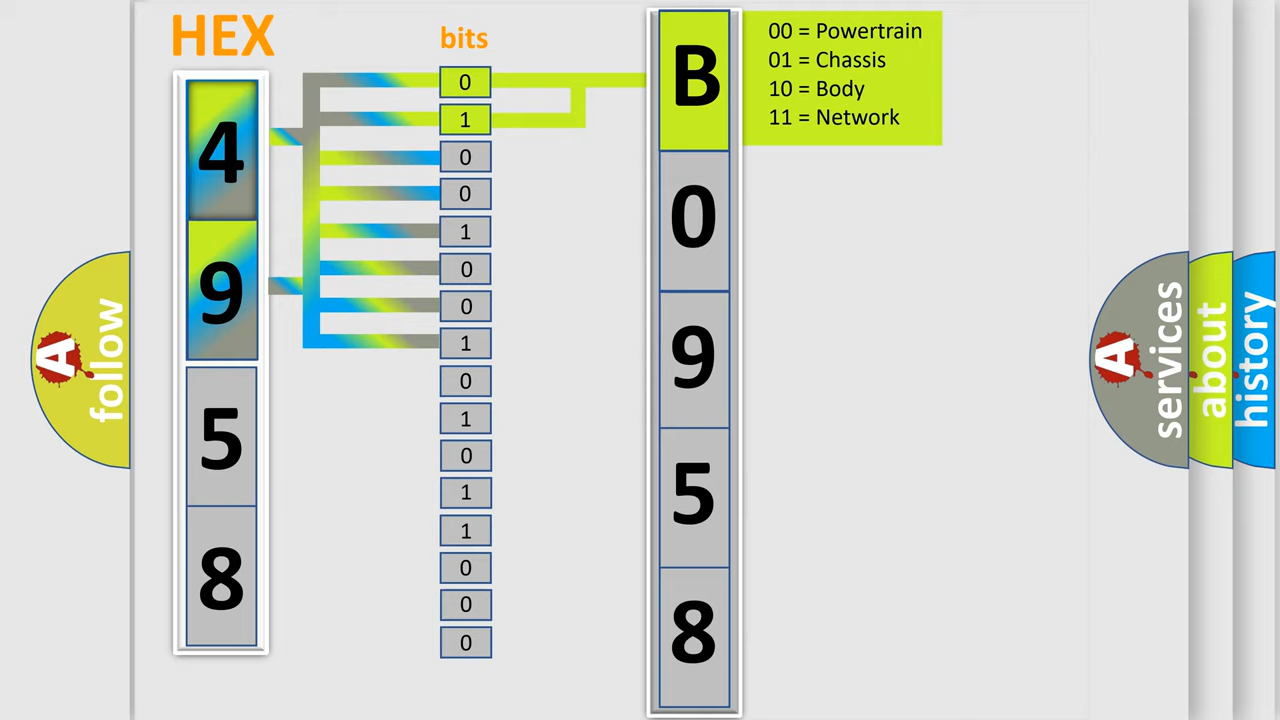 HEX
bits
4
9
5
8
0
1
0
0
1
0
0
1
0
1
0
1
1
0
0
0
B
0
9
5
8
00 = Powertrain
01 = Chassis
10 = Body
11 = Network
A
follow
A
services
about
history